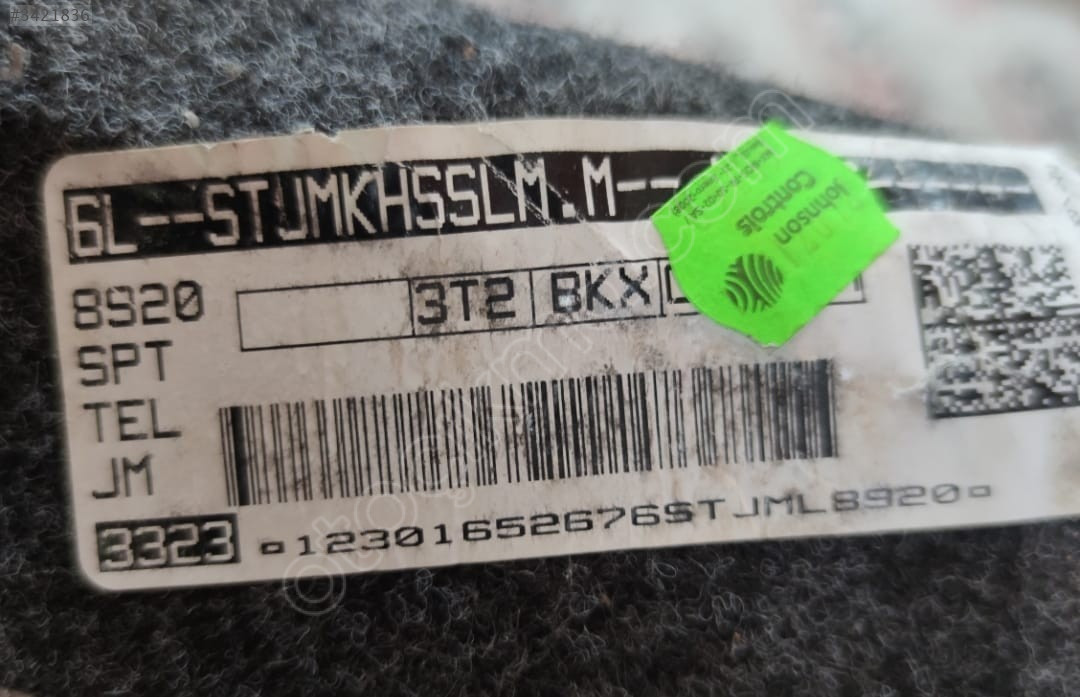 #3421836
6L--STJMKHSSLM.M--
8920
3T2 BKX
SPT
TEL
JM
3323
12301652676STJML8920
Johnson
Controls